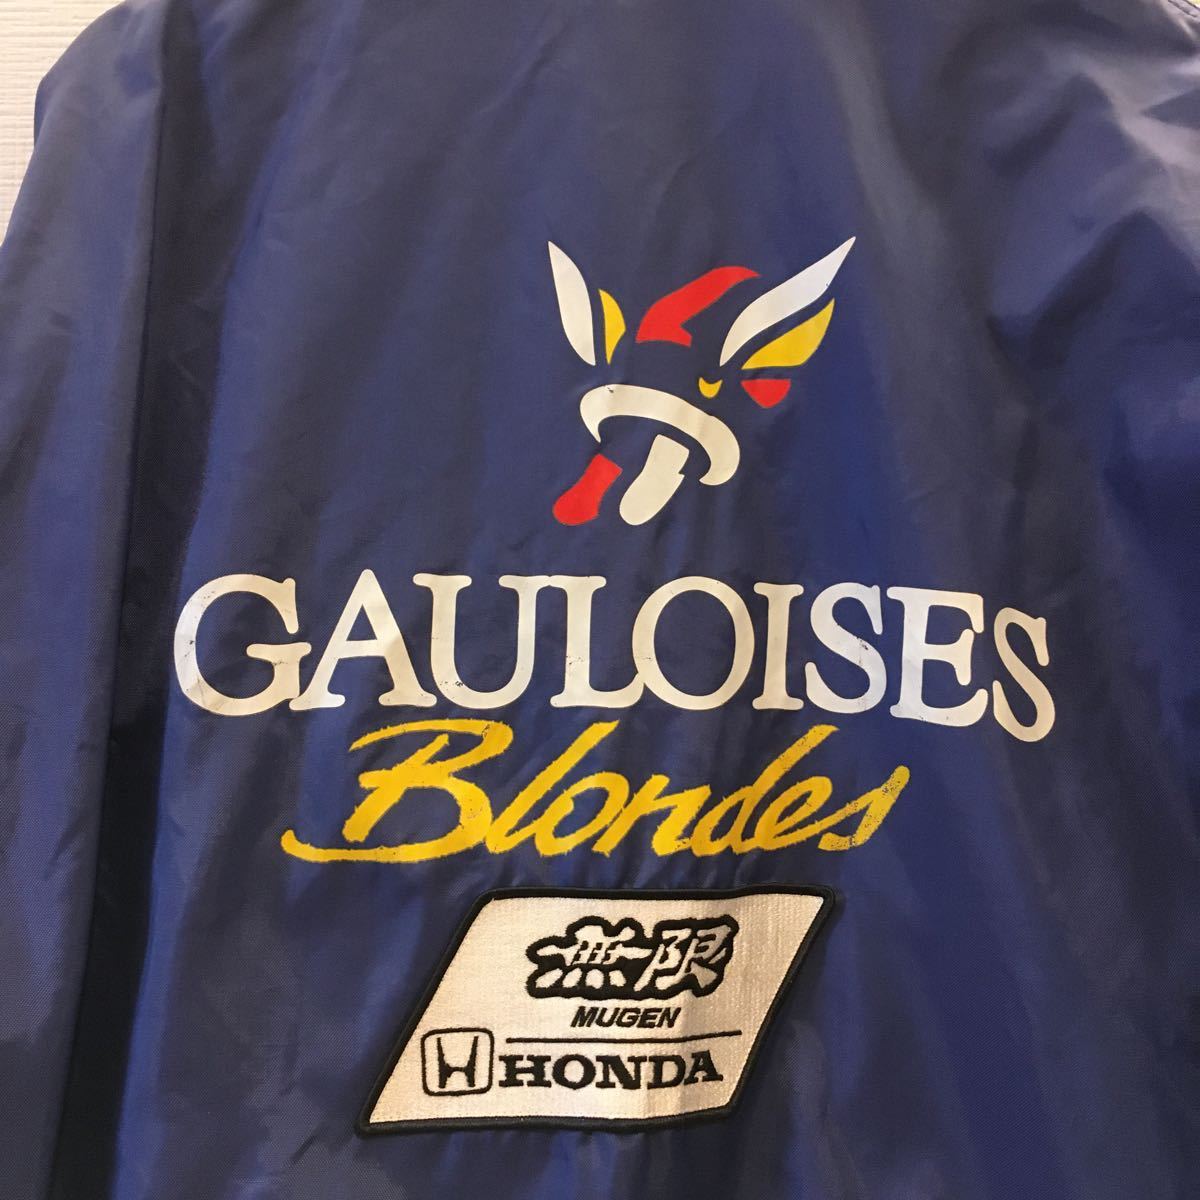 GAULOISES
Blondes
無限
MUGEN
HONDA